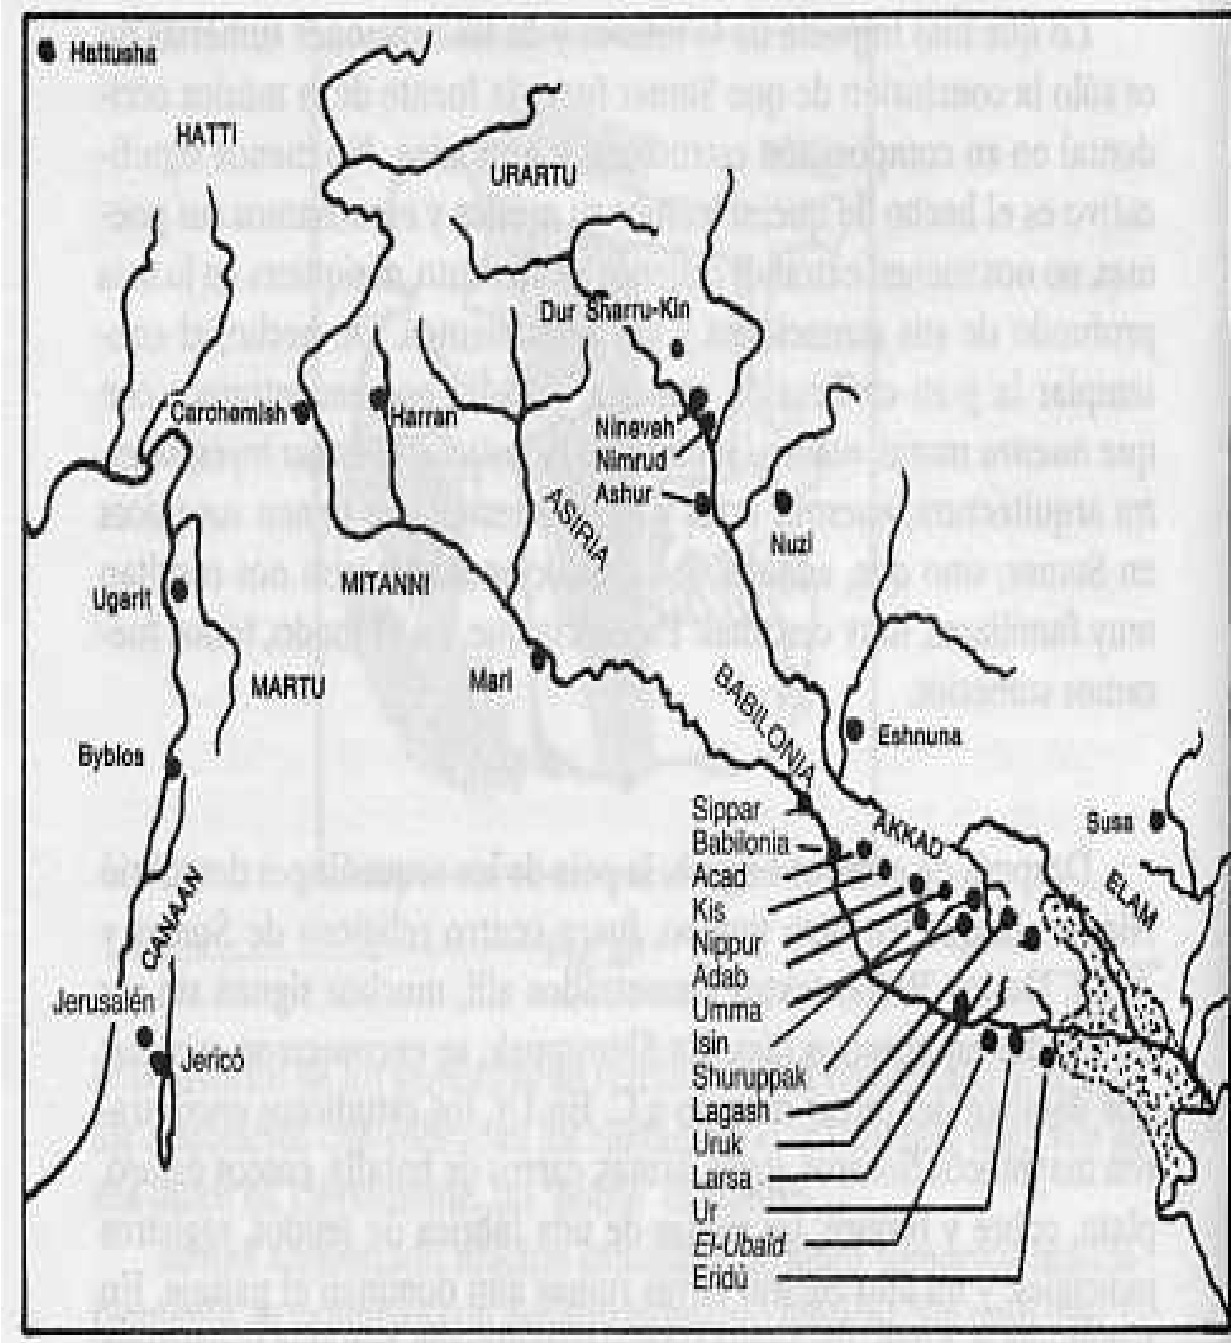 Hattusha
HATTI
URARTU
Dur Sharru-Kin
Carchemish
Harran
Nineveh
Nimrud
Ashur
ASIRIA
Nuzi
MITANNI
Ugarit
MARTU
Mari
BABILONIA
Eshnuna
Byblos
Sippar
AKKAD
Susa
Babilonia
Acad
ELAM
Kis
CANAAN
Nippur
Adab
Jerusalén
Umma
Isin
Jericó
Shuruppak
Lagash
Uruk
Larsa
Ur
El-Ubaid
Eridú